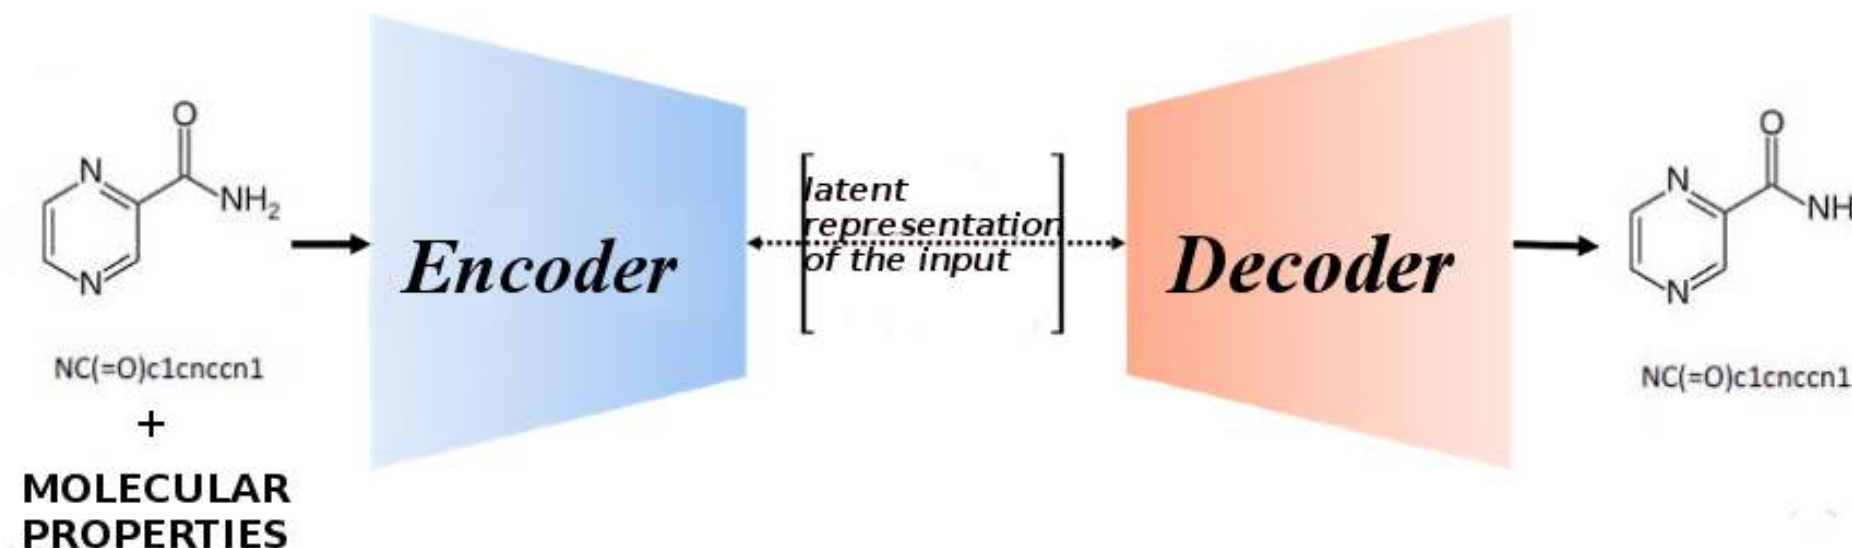 O
N
NH2
N
NC(=O)c1cnccn1
+
MOLECULAR
PROPERTIES
Encoder
latent
representation
of the input
Decoder
O
N
NH
N
NC(=O)c1cnccn1